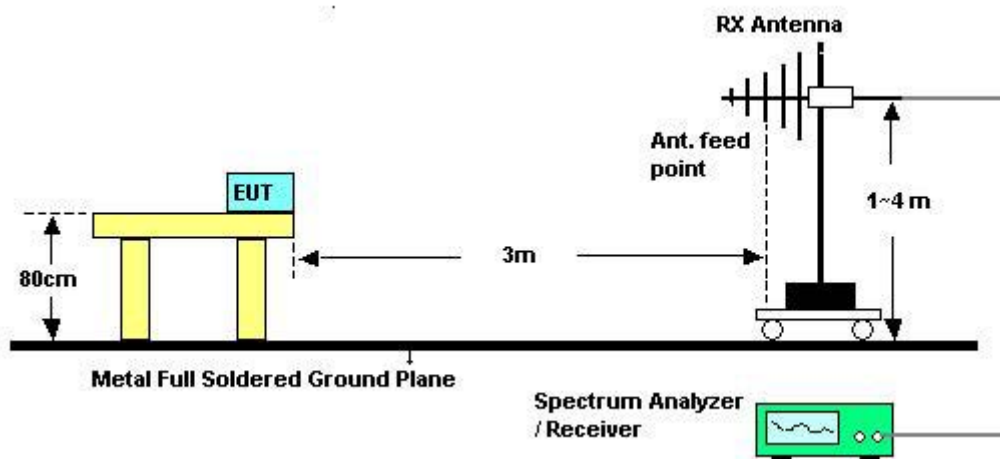 RX Antenna
Ant. feed
point
EUT
1~4 m
3m
80cm
Metal Full Soldered Ground Plane
Spectrum Analyzer
/ Receiver